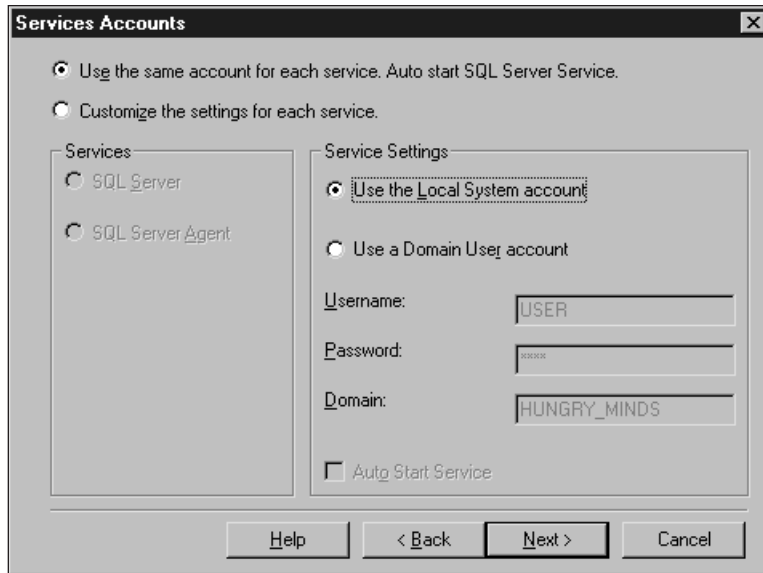 Services Accounts
Use the same account for each service. Auto start SQL Server Service.
Customize the settings for each service.
Services
SQL Server
SQL Server Agent
Service Settings
Use the Local System account
Use a Domain User account
Username:
USER
Password:
****
Domain:
HUNGRY_MINDS
Auto Start Service
Help
< Back
Next >
Cancel